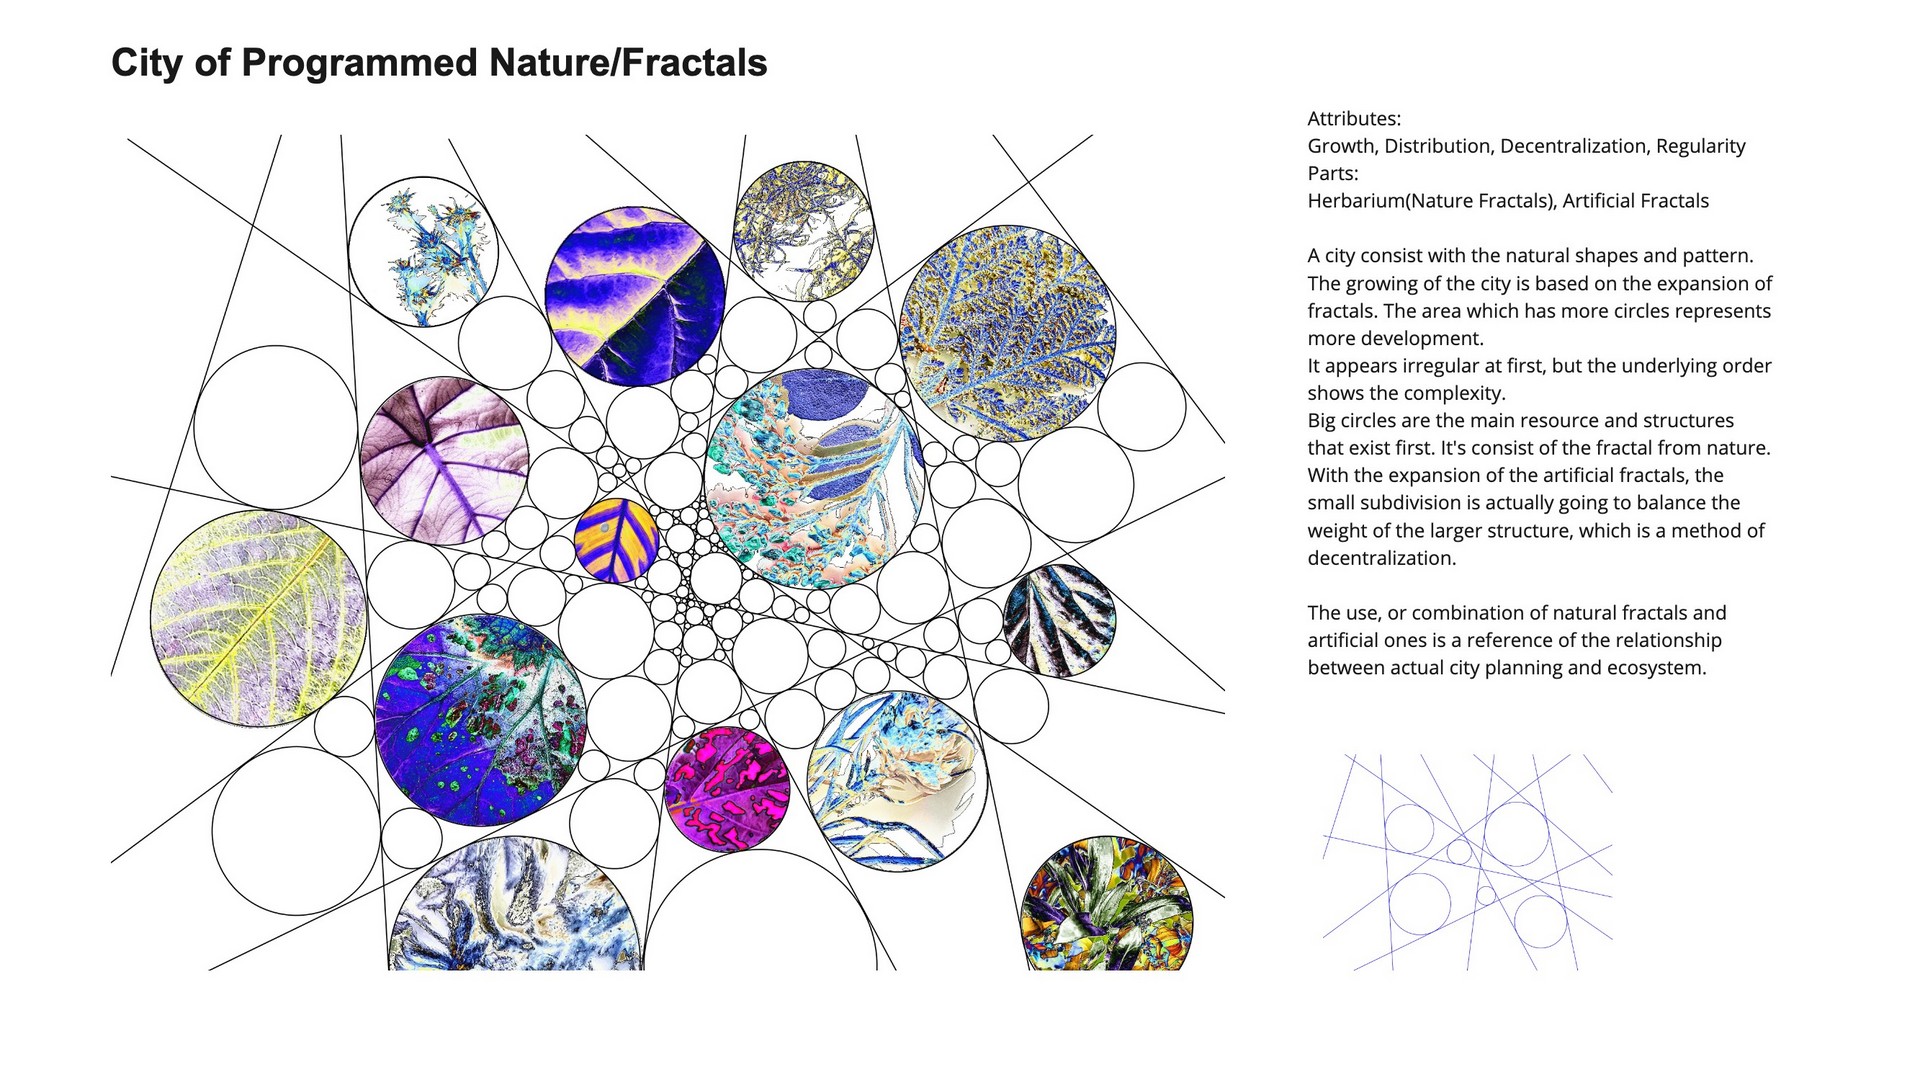 City of Programmed Nature/Fractals
Attributes:
Growth, Distribution, Decentralization, Regularity
Parts:
Herbarium(Nature Fractals), Artificial Fractals
A city consist with the natural shapes and pattern.
The growing of the city is based on the expansion of
fractals. The area which has more circles represents
more development.
It appears irregular at first, but the underlying order
shows the complexity.
Big circles are the main resource and structures
that exist first. It's consist of the fractal from nature.
With the expansion of the artificial fractals, the
small subdivision is actually going to balance the
weight of the larger structure, which is a method of
decentralization.
The use, or combination of natural fractals and
artificial ones is a reference of the relationship
between actual city planning and ecosystem.